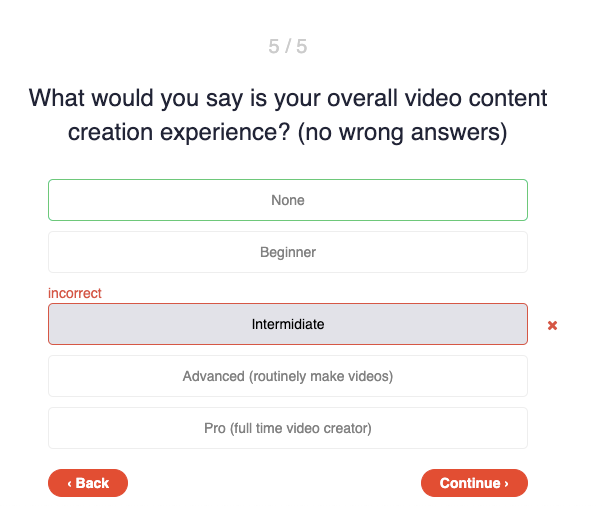 5 / 5
What would you say is your overall video content
creation experience? (no wrong answers)
None
Beginner
incorrect
Intermidiate
Advanced (routinely make videos)
Pro (full time video creator)
‹ Back
Continue ›